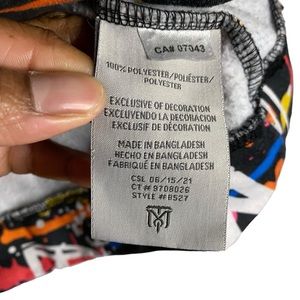 CA# 07043
100% POLYESTER/POLIÉSTER/
POLYESTER
EXCLUSIVE OF DECORATION
EXCLUYENDO LA DECORACION
EXCLUSIF DE DÉCORATION
MADE IN BANGLADESH
HECHO EN BANGLADESH
FABRIQUÉ EN BANGLADESH
CSL 06/15/21
CT # 9708026
STYLE #8527